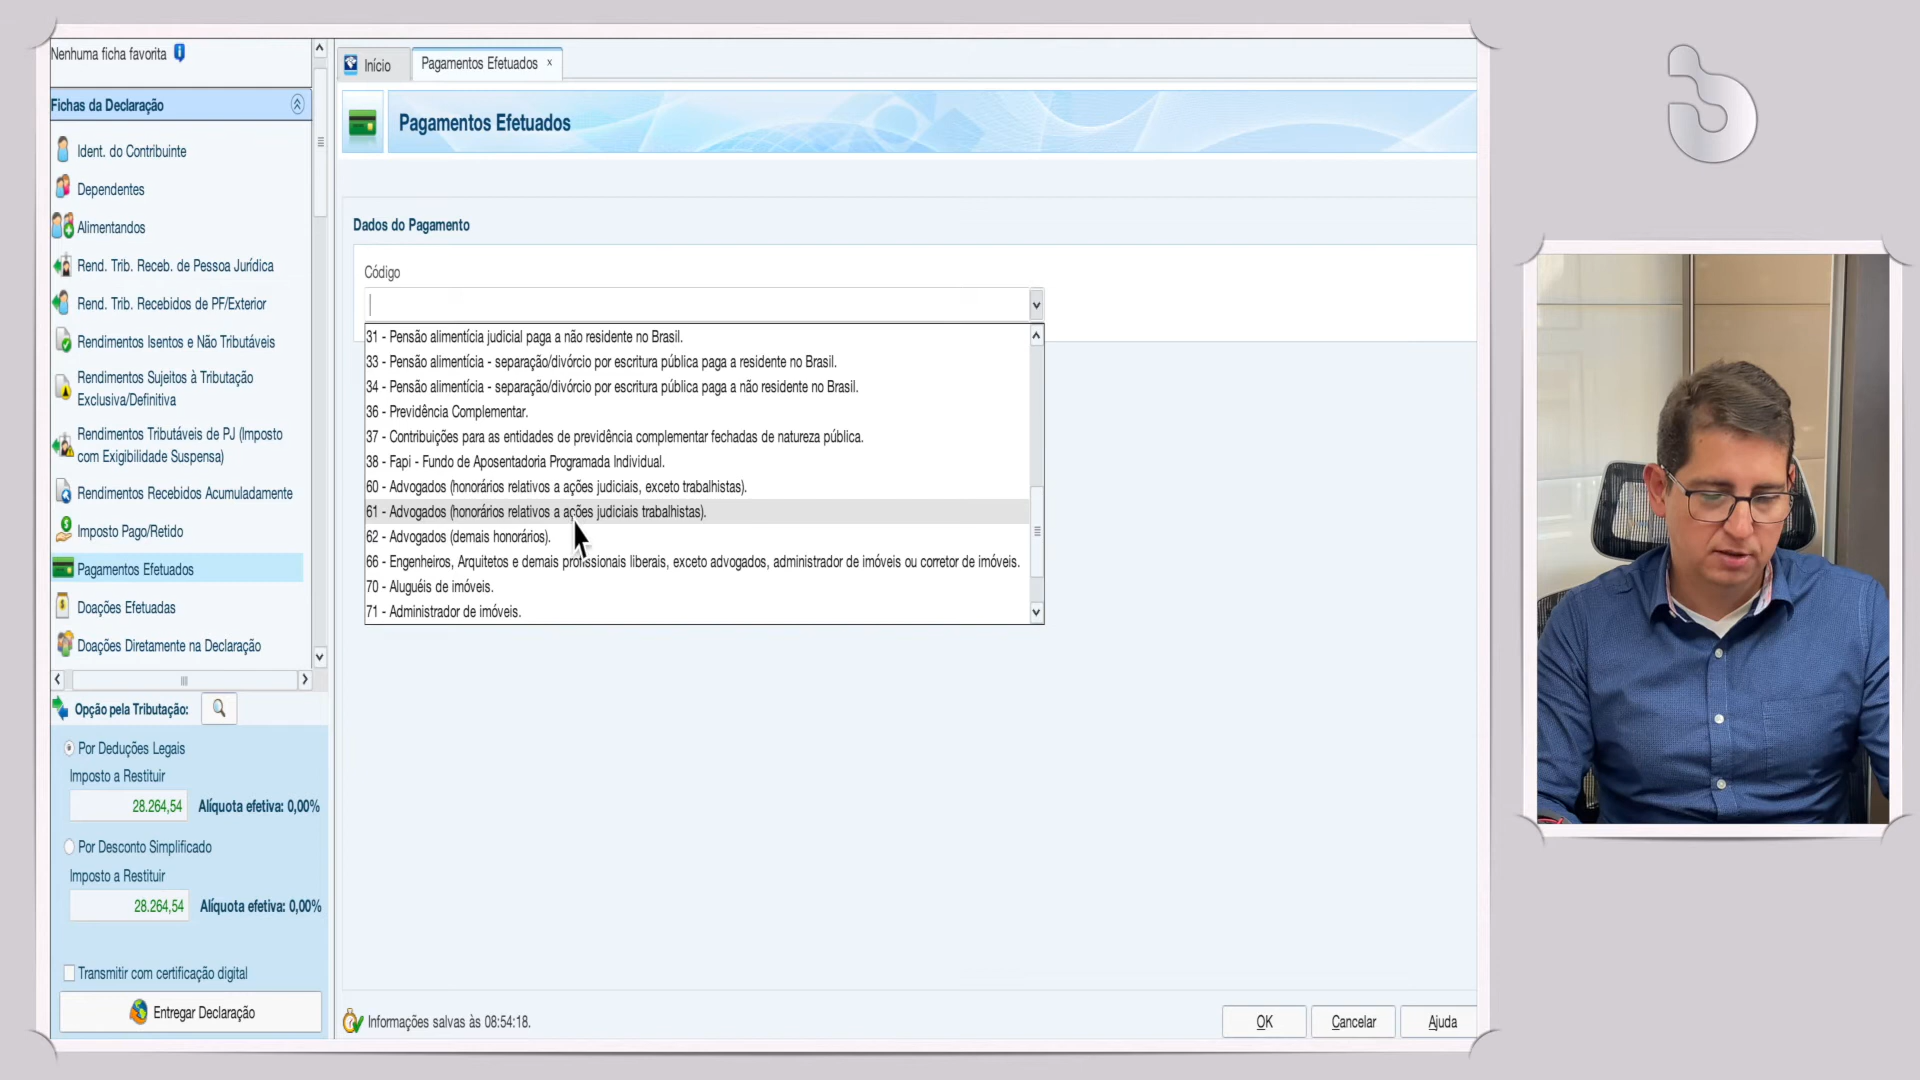 Nenhuma ficha favorita
Fichas da Declaração
Ident. do Contribuinte
Dependentes
Alimentandos
Rend. Trib. Receb. de Pessoa Jurídica
Rend. Trib. Recebidos de PF/Exterior
Rendimentos Isentos e Não Tributáveis
Rendimentos Sujeitos à Tributação
Exclusiva/Definitiva
Rendimentos Tributáveis de PJ (Imposto
com Exigibilidade Suspensa)
Rendimentos Recebidos Acumuladamente
Imposto Pago/Retido
Pagamentos Efetuados
Doações Efetuadas
Doações Diretamente na Declaração
Opção pela Tributação:
Por Deduções Legais
Imposto a Restituir
28.264,54 Alíquota efetiva: 0,00%
Por Desconto Simplificado
Imposto a Restituir
28.264,54 Alíquota efetiva: 0,00%
Transmitir com certificação digital
Entregar Declaração
Início
Pagamentos Efetuados x
Pagamentos Efetuados
Dados do Pagamento
Código
31 - Pensão alimentícia judicial paga a não residente no Brasil.
33 - Pensão alimentícia - separação/divórcio por escritura pública paga a residente no Brasil.
34 - Pensão alimentícia - separação/divórcio por escritura pública paga a não residente no Brasil.
36 - Previdência Complementar.
37 - Contribuições para as entidades de previdência complementar fechadas de natureza pública.
38 - Fapi - Fundo de Aposentadoria Programada Individual.
60 - Advogados (honorários relativos a ações judiciais, exceto trabalhistas).
61 - Advogados (honorários relativos a ações judiciais trabalhistas).
62 - Advogados (demais honorários).
66 - Engenheiros, Arquitetos e demais profissionais liberais, exceto advogados, administrador de imóveis ou corretor de imóveis.
70 - Aluguéis de imóveis.
71 - Administrador de imóveis.
Informações salvas às 08:54:18.
OK
Cancelar
Ajuda